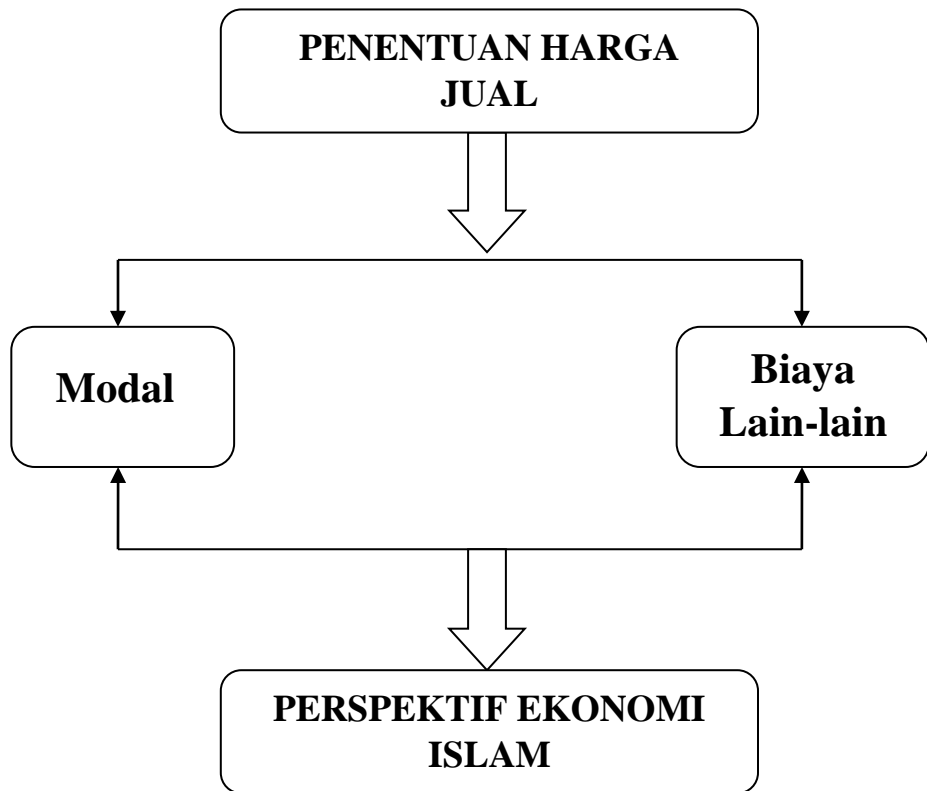 PENENTUAN HARGA
JUAL
Modal
Biaya
Lain-lain
PERSPEKTIF EKONOMI
ISLAM